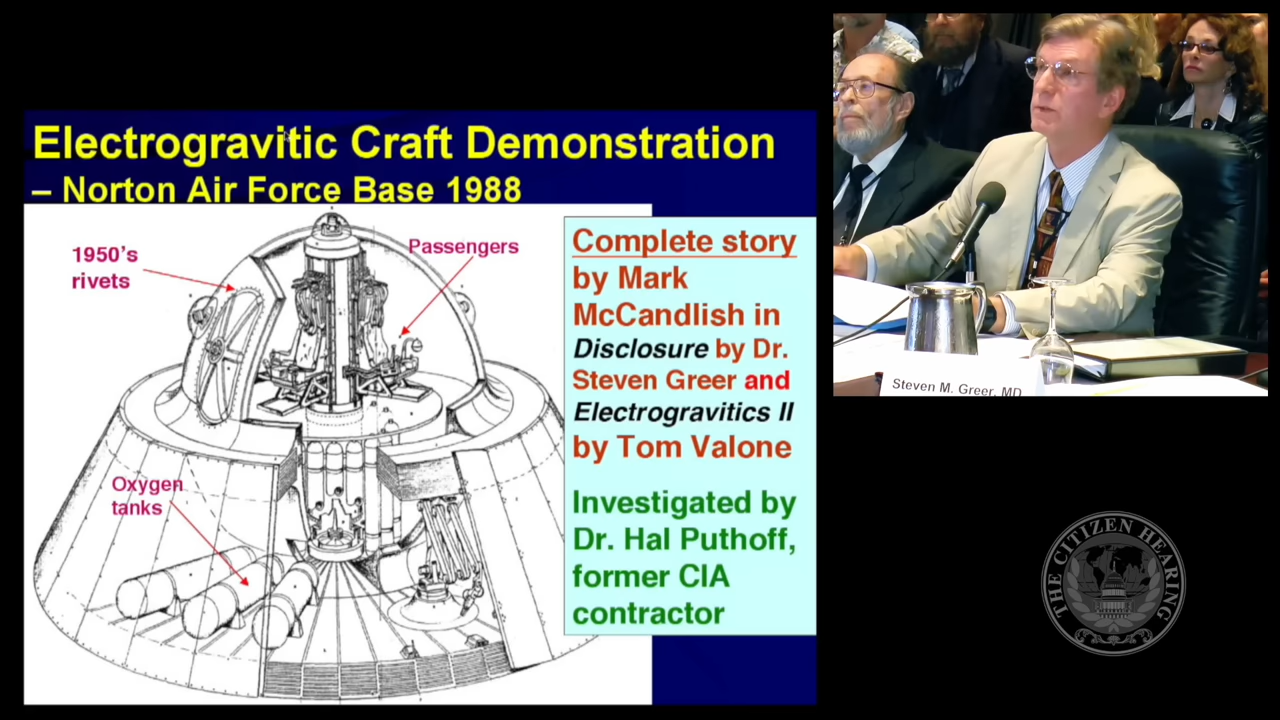 Electrogravitic Craft Demonstration
– Norton Air Force Base 1988
1950's
rivets
Passengers
Oxygen
tanks
Complete story
by Mark
McCandlish in
Disclosure by Dr.
Steven Greer and
Electrogravitics II
by Tom Valone
Investigated by
Dr. Hal Puthoff,
former CIA
contractor
Steven M. Greer, MD
THE CITIZEN HEARING